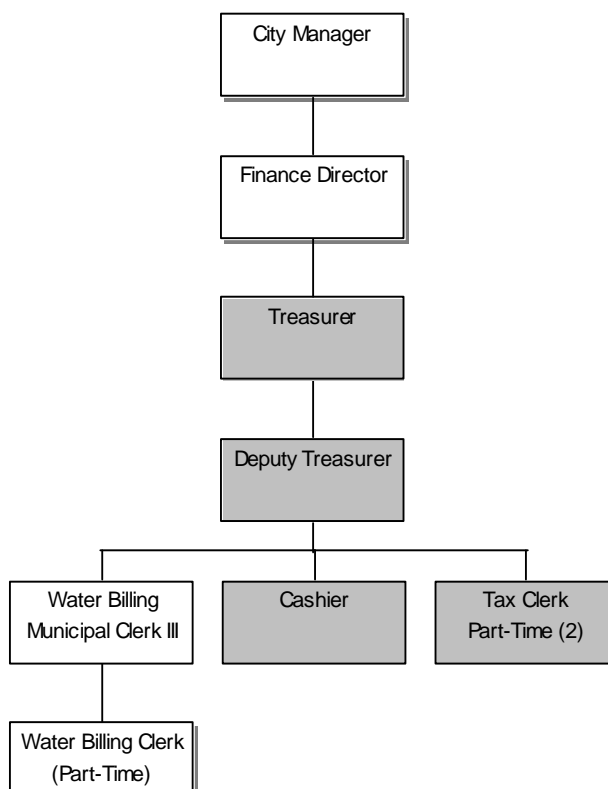 City Manager
Finance Director
Treasurer
Deputy Treasurer
Water Billing
Municipal Clerk III
Cashier
Tax Clerk
Part-Time (2)
Water Billing Clerk
(Part-Time)